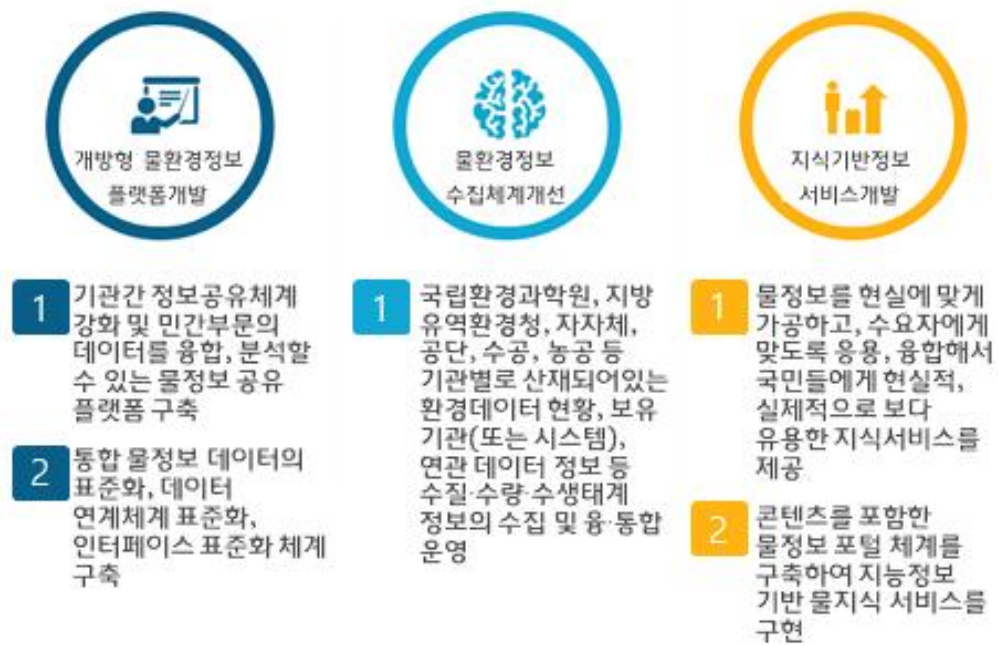 개방형 물환경정보
플랫폼개발
1
기관간 정보공유체계
강화 및 민간부문의
데이터를 융합, 분석할
수 있는 물정보 공유
플랫폼 구축
2
통합 물정보 데이터의
표준화, 데이터
연계체계 표준화,
인터페이스 표준화 체계
구축
물환경정보
수집체계개선
1
국립환경과학원, 지방
유역환경청, 자자체,
공단, 수공, 농공 등
기관별로 산재되어있는
환경데이터 현황, 보유
기관(또는 시스템),
연관 데이터 정보 등
수질·수량·수생태계
정보의 수집 및 융·통합
운영
지식기반정보
서비스개발
1
물정보를 현실에 맞게
가공하고, 수요자에게
맞도록 응용, 융합해서
국민들에게 현실적,
실제적으로 보다
유용한 지식서비스를
제공
2
콘텐츠를 포함한
물정보 포털 체계를
구축하여 지능정보
기반 물지식 서비스를
구현